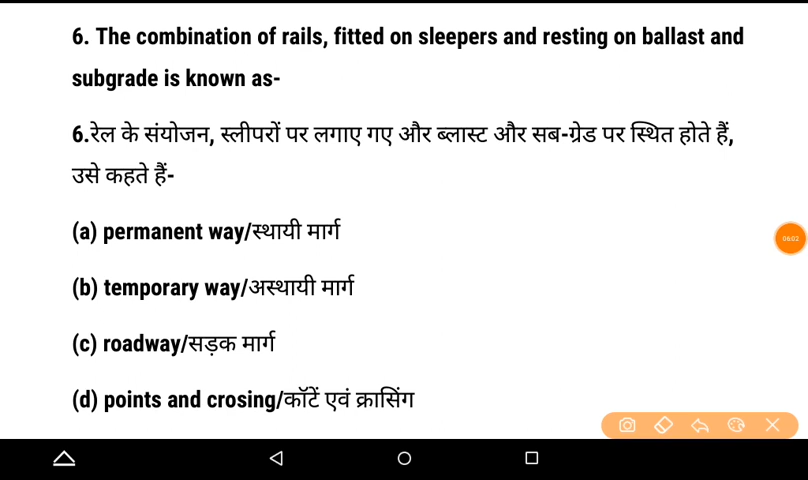 6. The combination of rails, fitted on sleepers and resting on ballast and
subgrade is known as-
6.रेल के संयोजन, स्लीपरों पर लगाए गए और ब्लास्ट और सब-ग्रेड पर स्थित होते हैं,
उसे कहते हैं-
(a) permanent way/स्थायी मार्ग
(b) temporary way/अस्थायी मार्ग
(c) roadway/सड़क मार्ग
(d) points and crosing/कॉटें एवं क्रासिंग
06:02